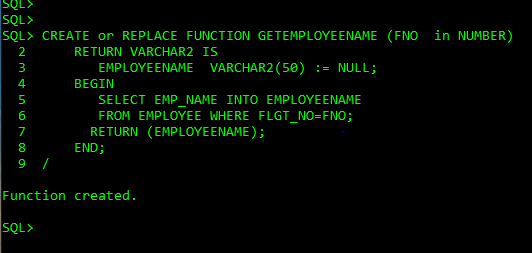 SQL>
SQL>
SQL> CREATE or REPLACE FUNCTION GETEMPLOYEENAME (FNO  in NUMBER)
  2      RETURN VARCHAR2 IS
  3         EMPLOYEENAME  VARCHAR2(50) := NULL;
  4      BEGIN
  5         SELECT EMP_NAME INTO EMPLOYEENAME
  6         FROM EMPLOYEE WHERE FLGT_NO=FNO;
  7        RETURN (EMPLOYEENAME);
  8      END;
  9  /
Function created.
SQL>